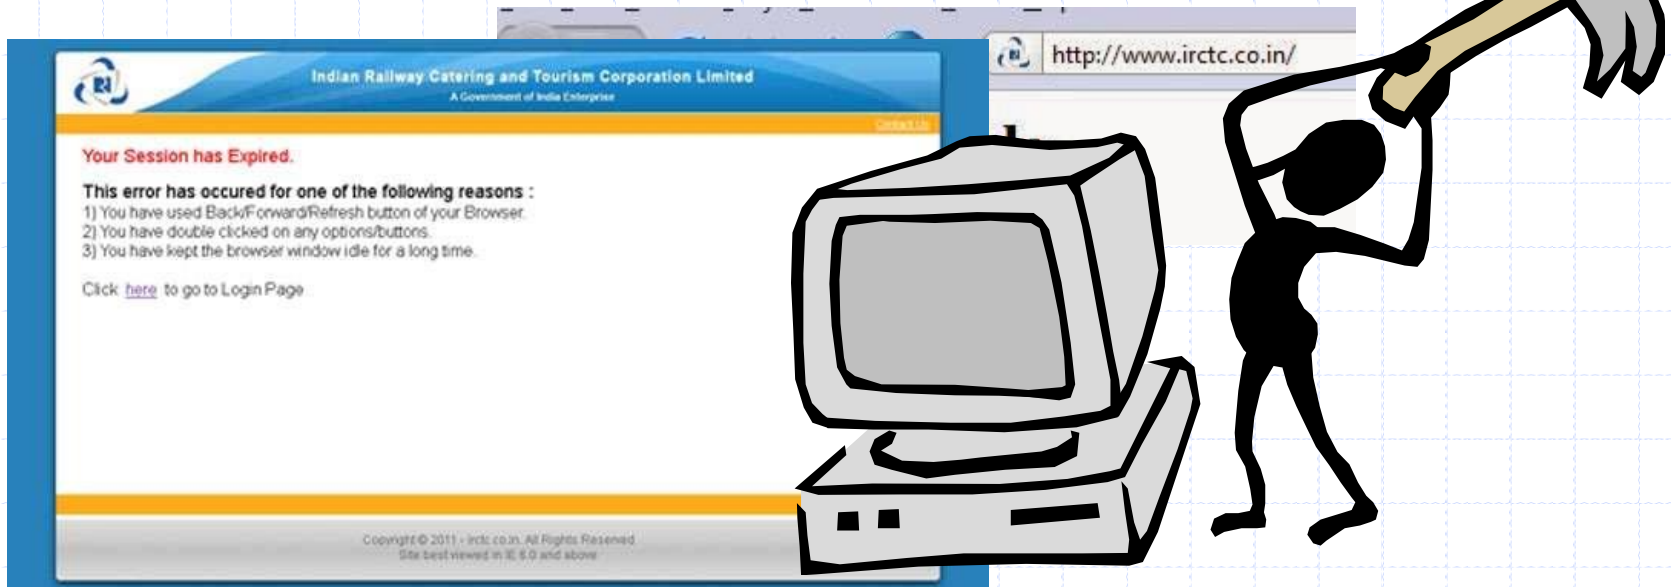 http://www.irctc.co.in/
Indian Railway Catering and Tourism Corporation Limited
A Government of India Enterprise
Contact Us
Your Session has Expired.
This error has occured for one of the following reasons :
1) You have used Back/Forward/Refresh button of your Browser.
2) You have double clicked on any options/buttons.
3) You have kept the browser window idle for a long time.
Click here to go to Login Page
Copyright © 2011 - irctc.co.in. All Rights Reserved
Site best viewed in IE 6.0 and above